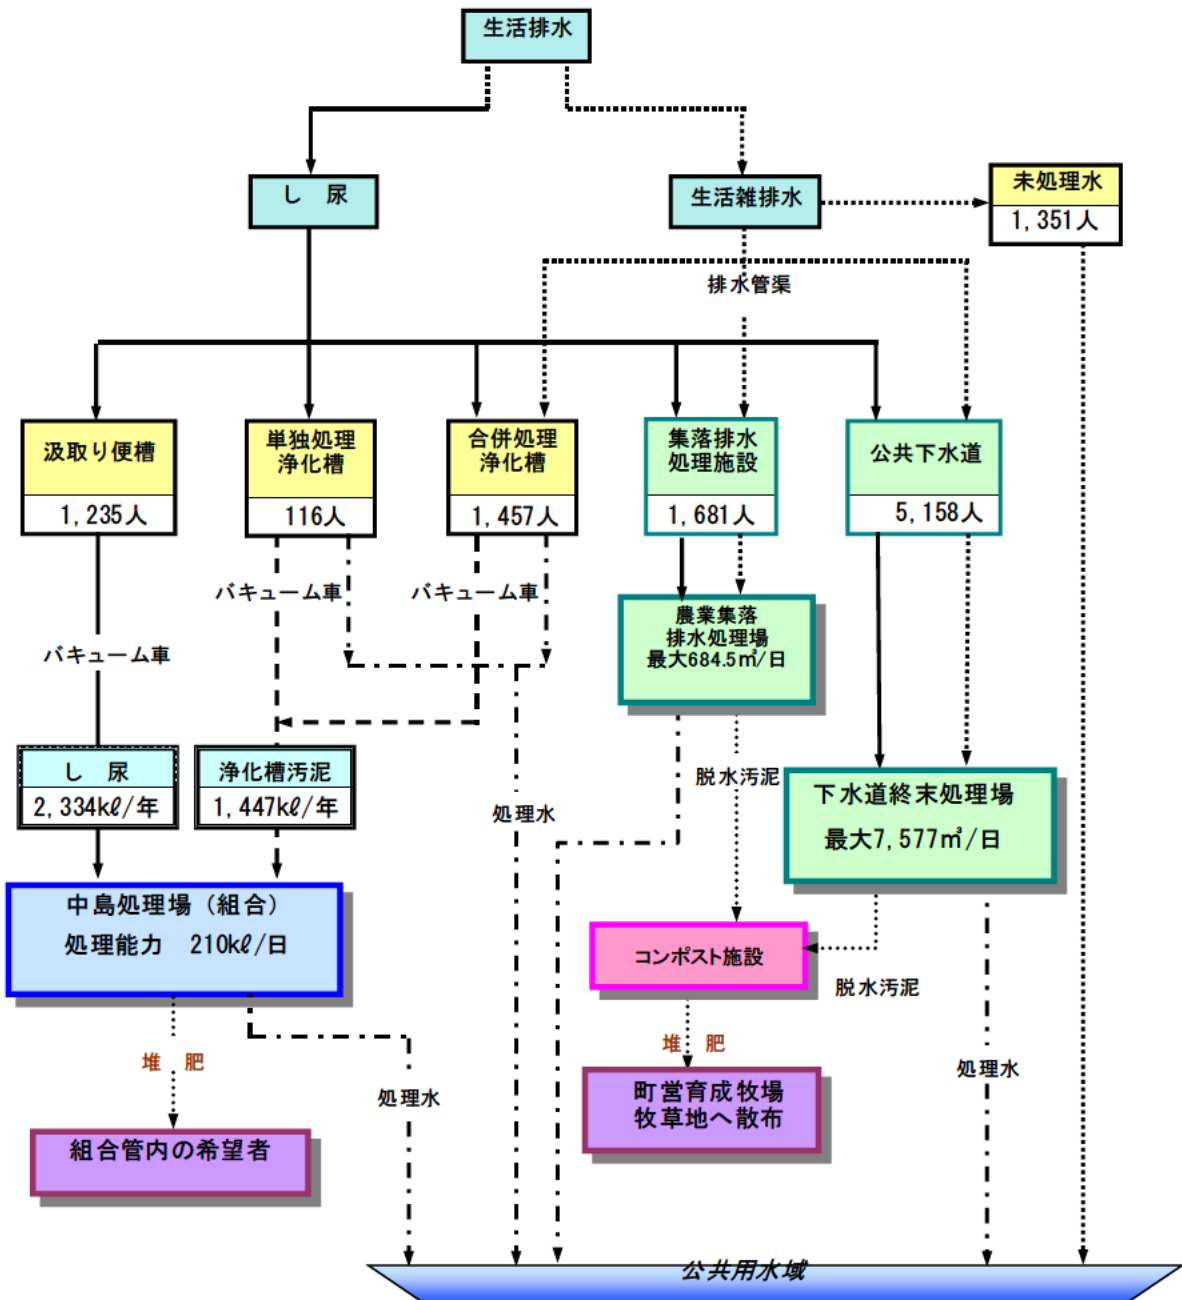 生活排水
し　尿
生活雑排水
未処理水
1,351人
排水管渠
汲取り便槽
1,235人
単独処理
浄化槽
116人
合併処理
浄化槽
1,457人
集落排水
処理施設
1,681人
公共下水道
5,158人
バキューム車
バキューム車
バキューム車
農業集落
排水処理場
最大684.5㎥/日
し　尿
2,334kℓ/年
浄化槽汚泥
1,447kℓ/年
処理水
脱水汚泥
下水道終末処理場
最大7,577㎥/日
中島処理場（組合）
処理能力　210kℓ/日
コンポスト施設
脱水汚泥
堆　肥
堆　肥
処理水
処理水
町営育成牧場
牧草地へ散布
組合管内の希望者
公共用水域